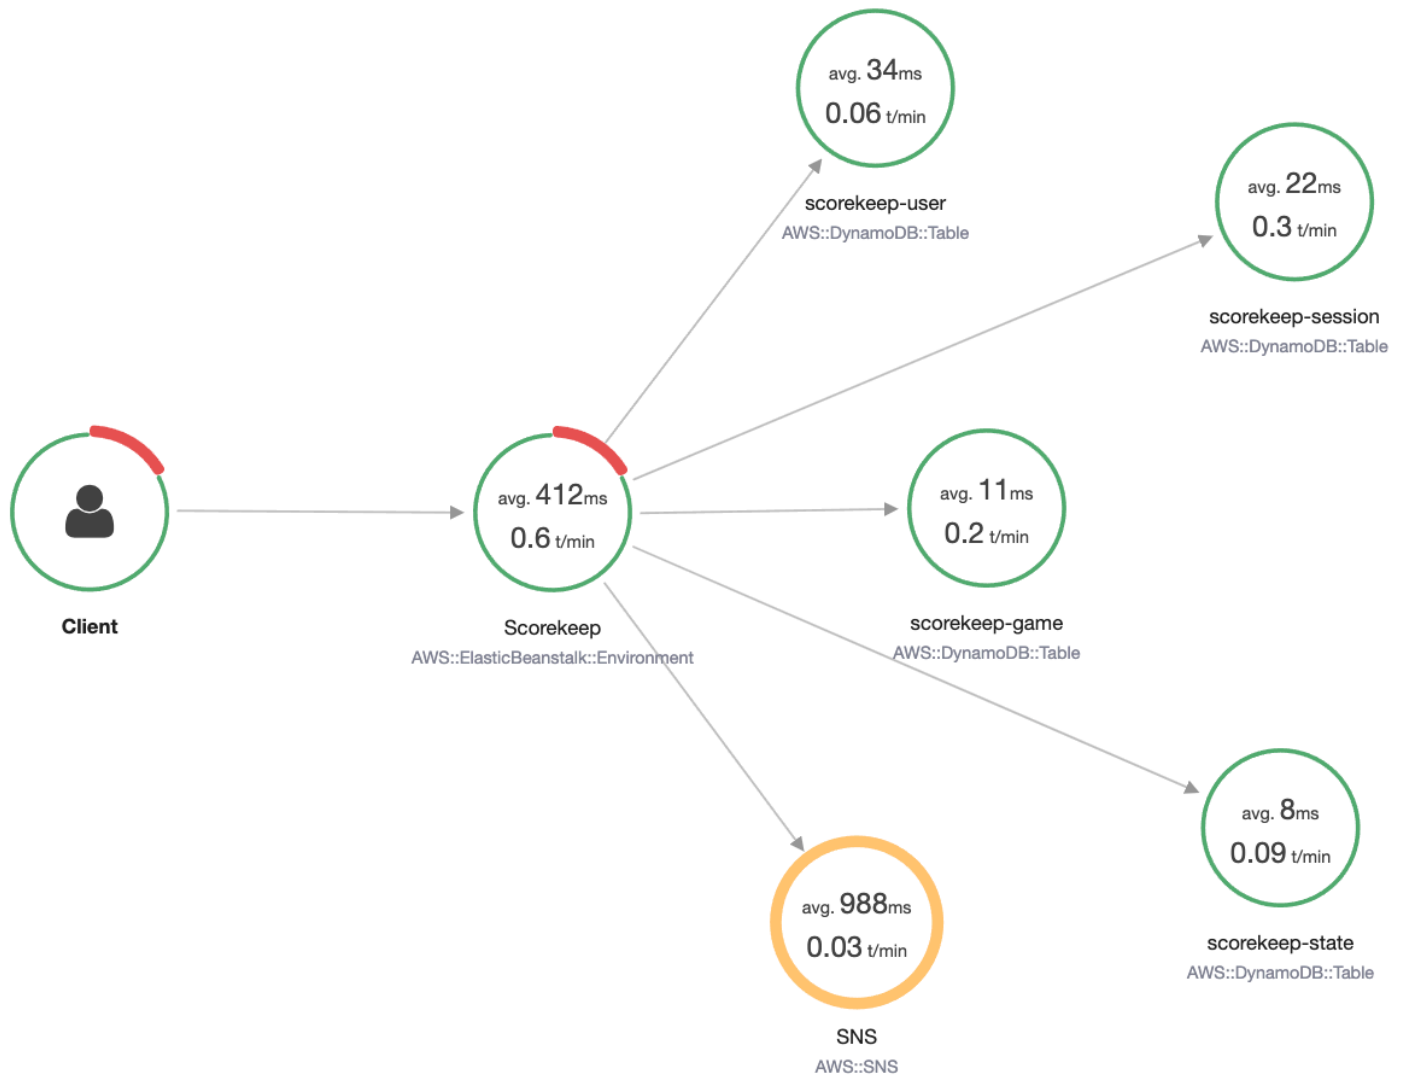 avg. 34ms
0.06 t/min
scorekeep-user
AWS::DynamoDB::Table
avg. 22ms
0.3 t/min
scorekeep-session
AWS::DynamoDB::Table
Client
avg. 412ms
0.6 t/min
Scorekeep
AWS::ElasticBeanstalk::Environment
avg. 11ms
0.2 t/min
scorekeep-game
AWS::DynamoDB::Table
avg. 8ms
0.09 t/min
scorekeep-state
AWS::DynamoDB::Table
avg. 988ms
0.03 t/min
SNS
AWS::SNS